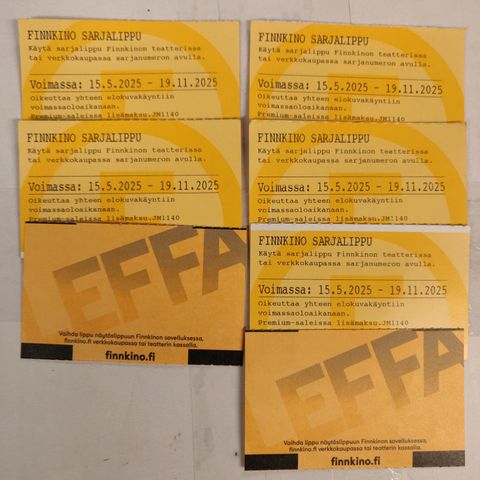 FINNKINO SARJALIPPU
Käytä sarjalippu Finnkinon teatterissa
tai verkkokaupassa sarjanumeron avulla.
Voimassa: 15.5.2025 - 19.11.2025
Oikeuttaa yhteen elokuvakäyntiin
voimassaoloaikanaan.
Premium-saleissa lisämaksu.JM1140
FINNKINO SARJALIPPU
Käytä sarjalippu Finnkinon teatterissa
tai verkkokaupassa sarjanumeron avulla.
Voimassa: 15.5.2025 - 19.11.2025
Oikeuttaa yhteen elokuvakäyntiin
voimassaoloaikanaan.
Premium-saleissa lisämaksu.JM1140
LEFFA
Vaihda lippu näytöslippuun Finnkinon sovelluksessa,
finnkino.fi verkkokaupassa tai teatterin kassalla.
finnkino.fi
FINNKINO SARJALIPPU
Käytä sarjalippu Finnkinon teatterissa
tai verkkokaupassa sarjanumeron avulla.
Voimassa: 15.5.2025 - 19.11.2025
Oikeuttaa yhteen elokuvakäyntiin
voimassaoloaikanaan.
Premium-saleissa lisämaksu.JM1140
FINNKINO SARJALIPPU
Käytä sarjalippu Finnkinon teatterissa
tai verkkokaupassa sarjanumeron avulla.
Voimassa: 15.5.2025 - 19.11.2025
Oikeuttaa yhteen elokuvakäyntiin
voimassaoloaikanaan.
Premium-saleissa lisämaksu.JM1140
FINNKINO SARJALIPPU
Käytä sarjalippu Finnkinon teatterissa
tai verkkokaupassa sarjanumeron avulla.
Voimassa: 15.5.2025 - 19.11.2025
Oikeuttaa yhteen elokuvakäyntiin
voimassaoloaikanaan.
Premium-saleissa lisämaksu.JM1140
LEFFA
Vaihda lippu näytöslippuun Finnkinon sovelluksessa,
finnkino.fi verkkokaupassa tai teatterin kassalla.
finnkino.fi